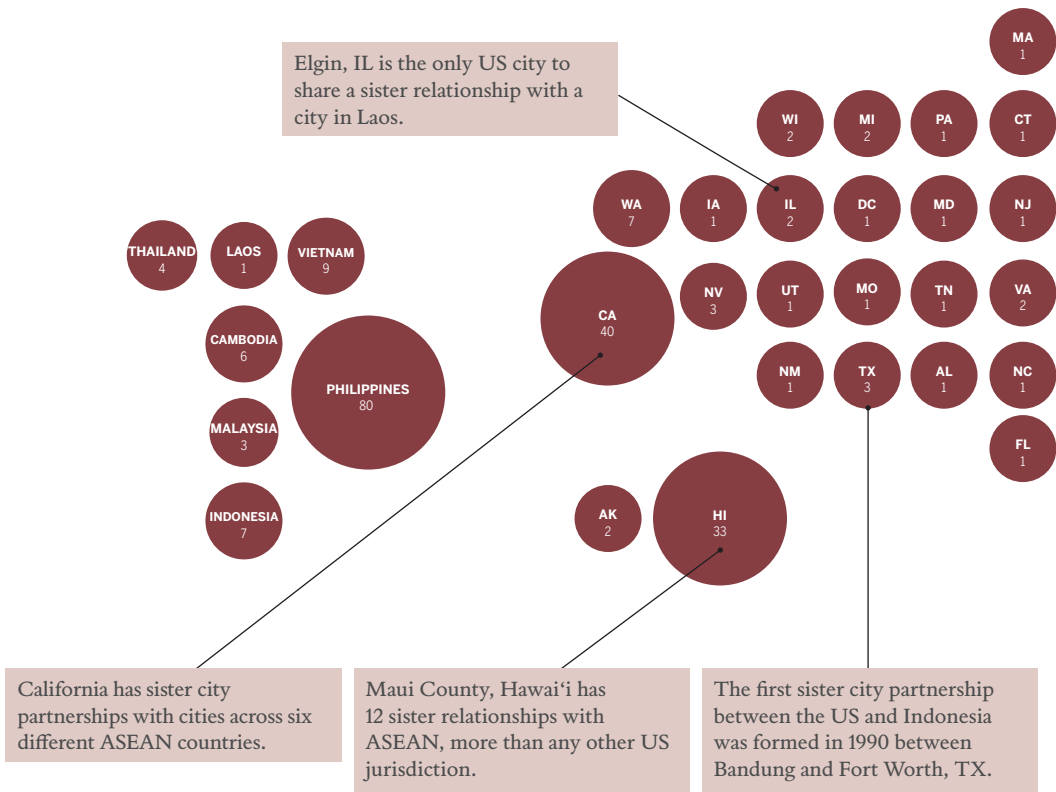 MA
1
Elgin, IL is the only US city to
share a sister relationship with a
city in Laos.
WI
2
MI
2
PA
1
CT
1
WA
7
IA
1
IL
2
DC
1
MD
1
NJ
1
THAILAND
4
LAOS
1
VIETNAM
9
CA
40
NV
3
UT
1
MO
1
TN
1
VA
2
CAMBODIA
6
PHILIPPINES
80
NM
1
TX
3
AL
1
NC
1
MALAYSIA
3
FL
1
INDONESIA
7
AK
2
HI
33
California has sister city
partnerships with cities across six
different ASEAN countries.
Maui County, Hawai‘i has
12 sister relationships with
ASEAN, more than any other US
jurisdiction.
The first sister city partnership
between the US and Indonesia
was formed in 1990 between
Bandung and Fort Worth, TX.